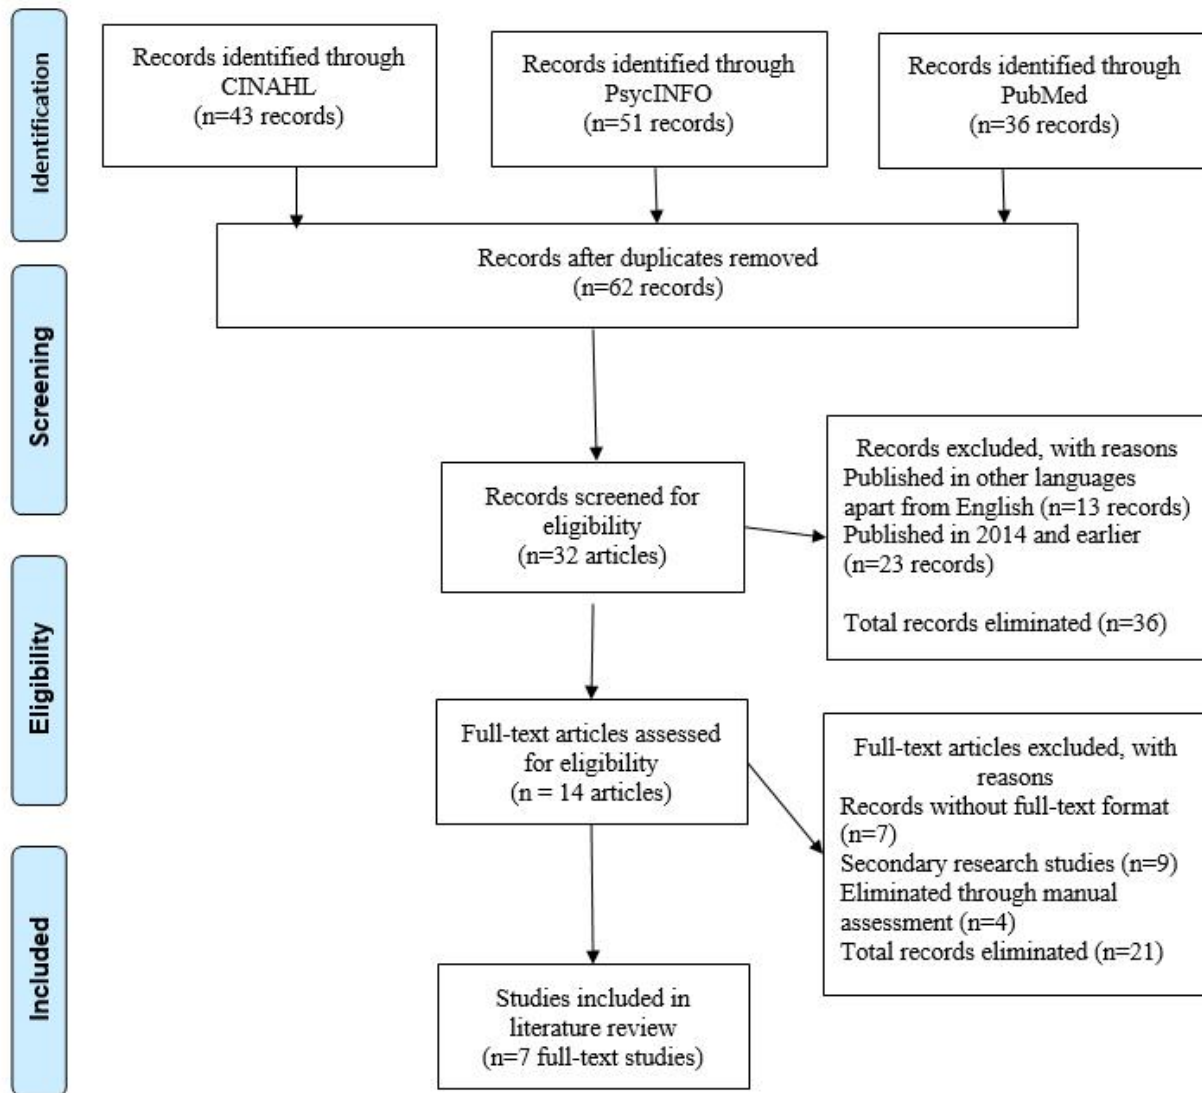 Identification
Records identified through
CINAHL
(n=43 records)
Records identified through
PsycINFO
(n=51 records)
Records identified through
PubMed
(n=36 records)
Records after duplicates removed
(n=62 records)
Screening
Records screened for
eligibility
(n=32 articles)
Records excluded, with reasons
Published in other languages
apart from English (n=13 records)
Published in 2014 and earlier
(n=23 records)
Total records eliminated (n=36)
Eligibility
Full-text articles assessed
for eligibility
(n = 14 articles)
Full-text articles excluded, with
reasons
Records without full-text format
(n=7)
Secondary research studies (n=9)
Eliminated through manual
assessment (n=4)
Total records eliminated (n=21)
Included
Studies included in
literature review
(n=7 full-text studies)